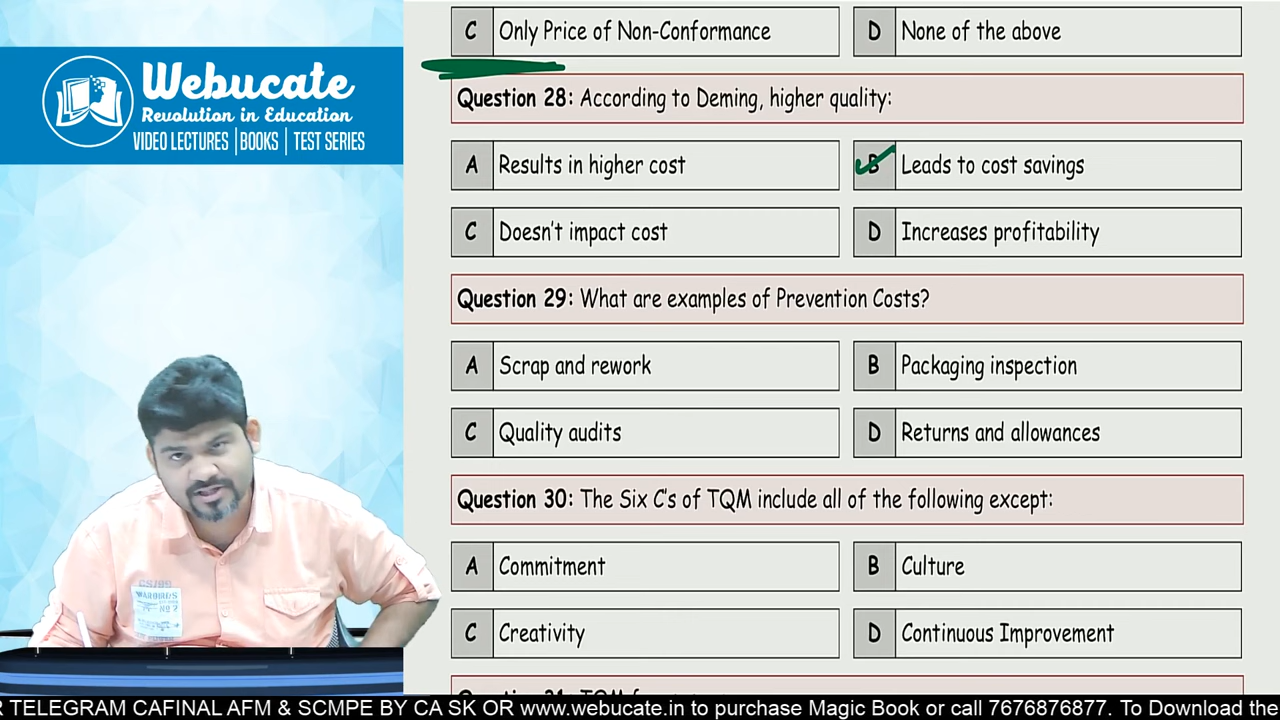 C Only Price of Non-Conformance D None of the above
Webucate
Revolution in Education
VIDEO LECTURES | BOOKS | TEST SERIES
Question 28: According to Deming, higher quality:
A Results in higher cost B Leads to cost savings
C Doesn't impact cost D Increases profitability
Question 29: What are examples of Prevention Costs?
A Scrap and rework B Packaging inspection
C Quality audits D Returns and allowances
Question 30: The Six C's of TQM include all of the following except:
A Commitment B Culture
C Creativity D Continuous Improvement
TELEGRAM CAFINAL AFM & SCMPE BY CA SK OR www.webucate.in to purchase Magic Book or call 7676876877. To Download the